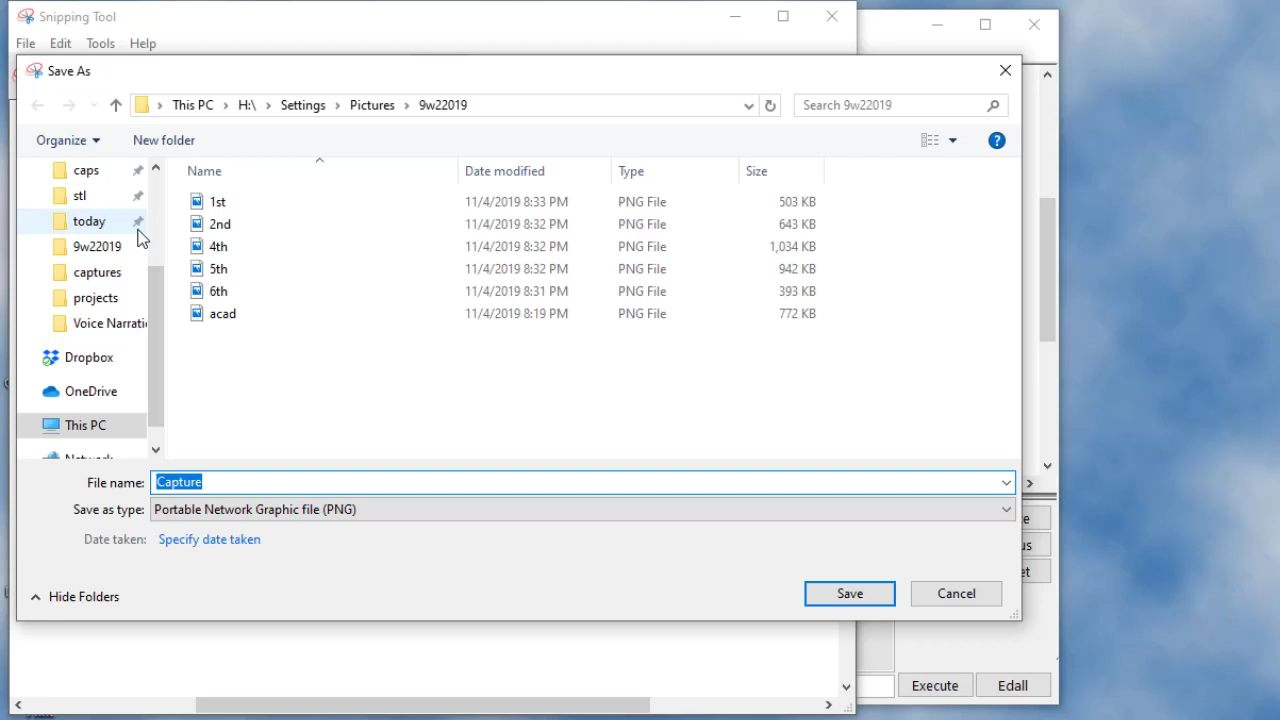 Snipping Tool
File Edit Tools Help
Save As
This PC H:\ Settings Pictures 9w22019
Search 9w22019
Organize New folder
caps
stl
today
9w22019
captures
projects
Voice Narrati
Dropbox
OneDrive
This PC
Network
Name Date modified Type Size
1st 11/4/2019 8:33 PM PNG File 503 KB
2nd 11/4/2019 8:32 PM PNG File 643 KB
4th 11/4/2019 8:32 PM PNG File 1,034 KB
5th 11/4/2019 8:32 PM PNG File 942 KB
6th 11/4/2019 8:31 PM PNG File 393 KB
acad 11/4/2019 8:19 PM PNG File 772 KB
File name: Capture
Save as type: Portable Network Graphic file (PNG)
Date taken: Specify date taken
Hide Folders
Save Cancel
e
us
et
Execute Edall